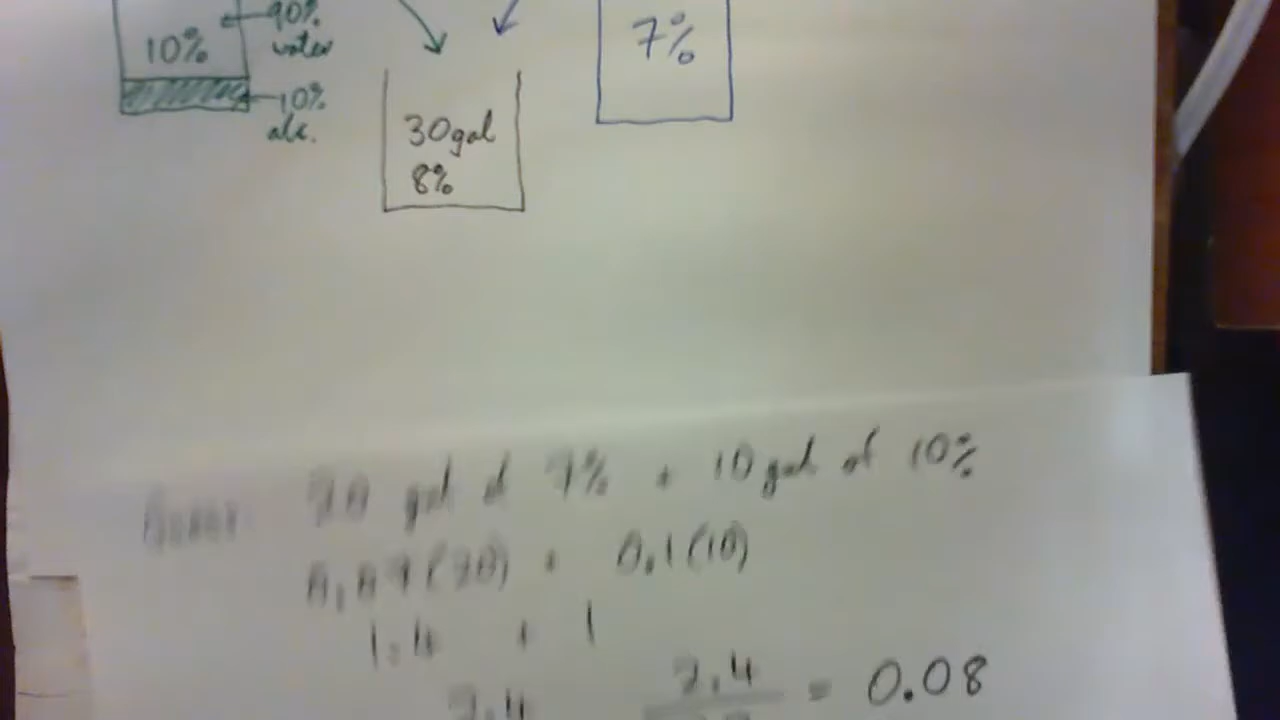 90%
water
10%
7%
10%
alc.
30gal
8%
20 gal of 7% + 10 gal of 10%
0.07(20) + 0.1(10)
1.4 + 1
2.4 2.4 = 0.08